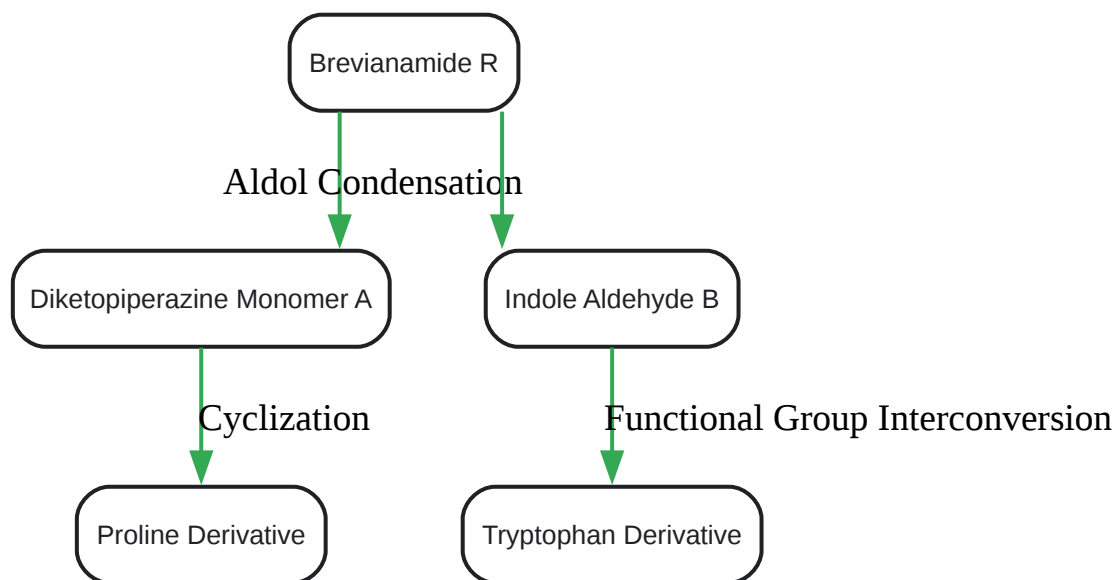 Brevianamide R
Aldol Condensation
Diketopiperazine Monomer A
Indole Aldehyde B
Cyclization
Functional Group Interconversion
Proline Derivative
Tryptophan Derivative